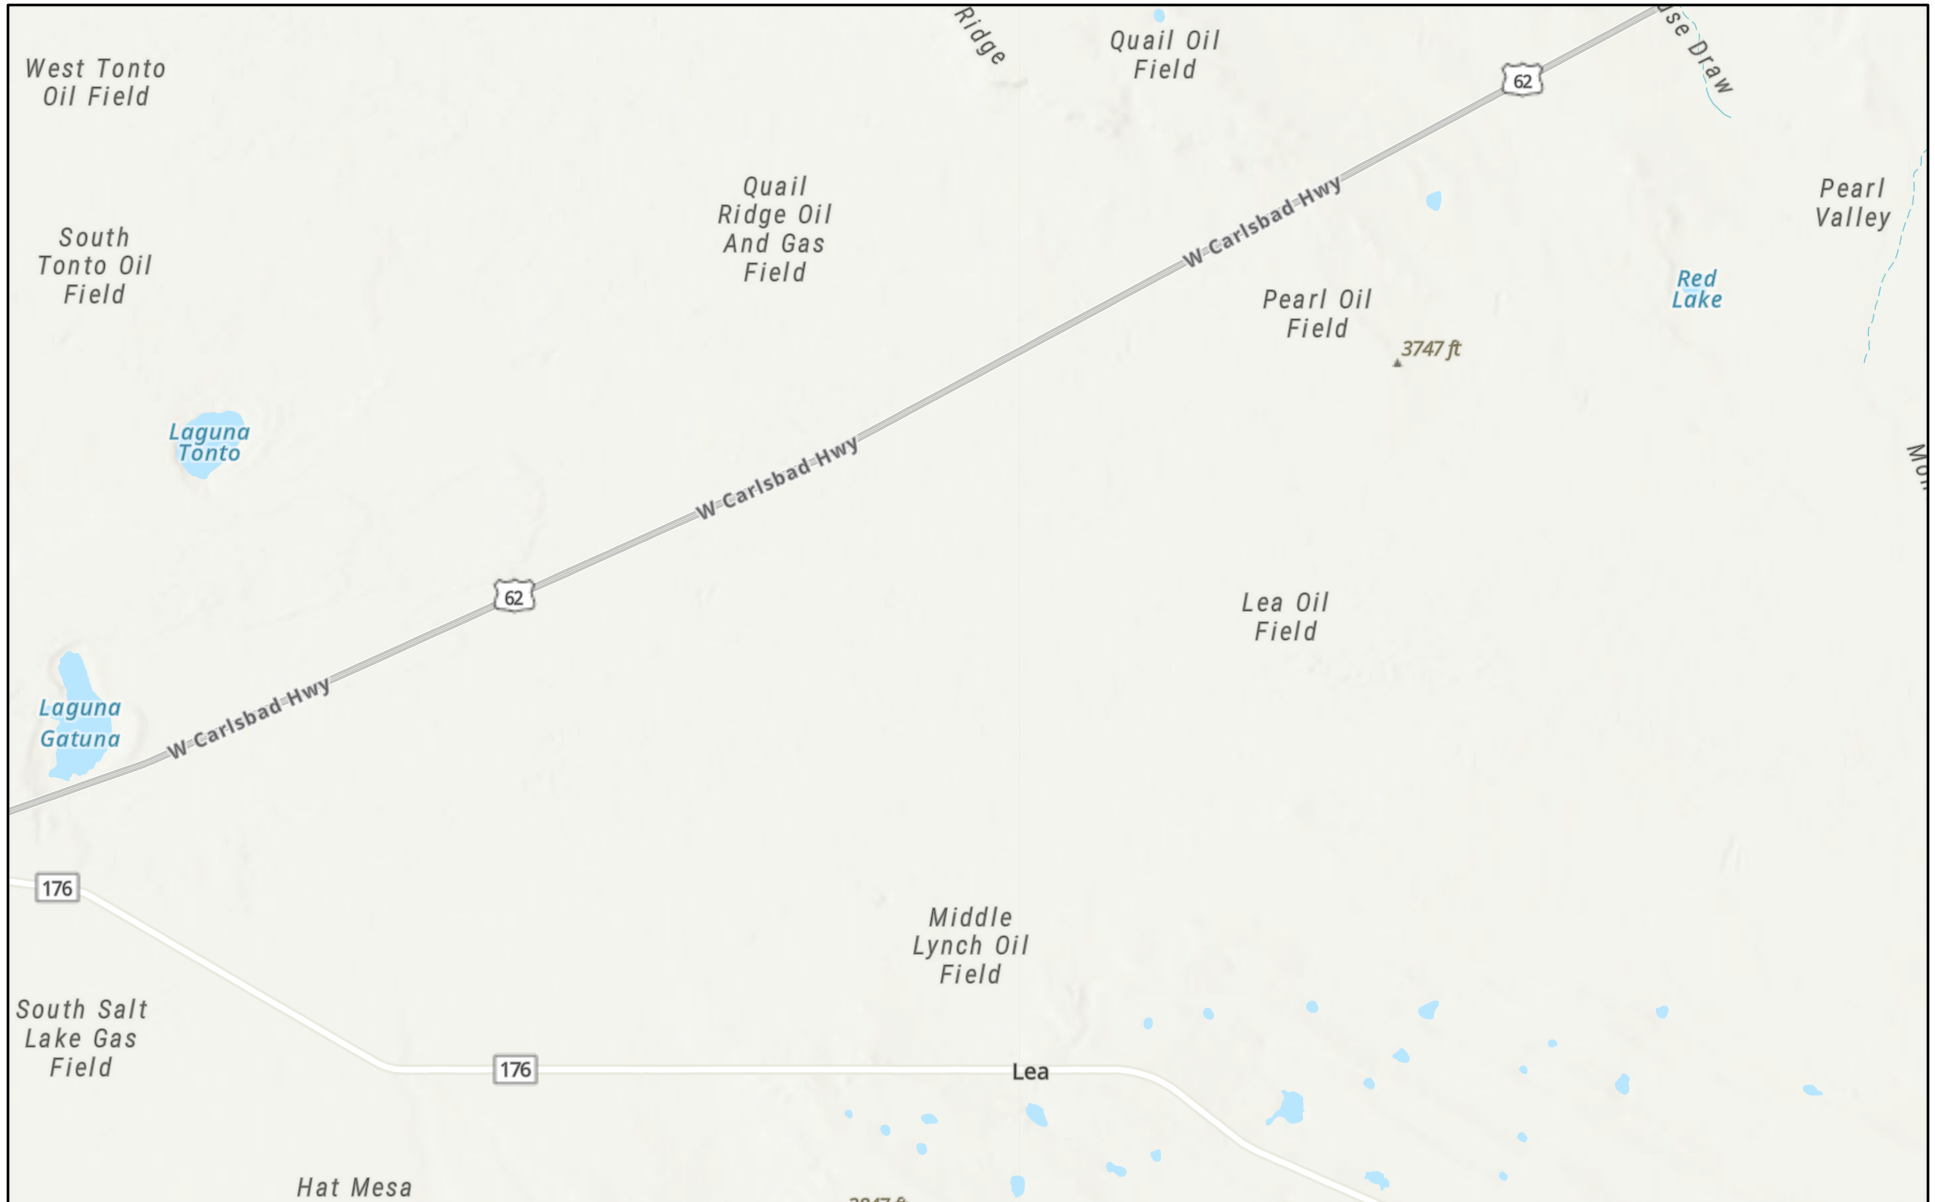 Ridge
Quail Oil
Field
use Draw
West Tonto
Oil Field
62
Quail
Ridge Oil
And Gas
Field
W Carlsbad Hwy
Pearl
Valley
South
Tonto Oil
Field
Red
Lake
Pearl Oil
Field
3747 ft
Laguna
Tonto
W Carlsbad Hwy
62
Lea Oil
Field
W Carlsbad Hwy
Laguna
Gatuna
176
Middle
Lynch Oil
Field
South Salt
Lake Gas
Field
176
Lea
Hat Mesa